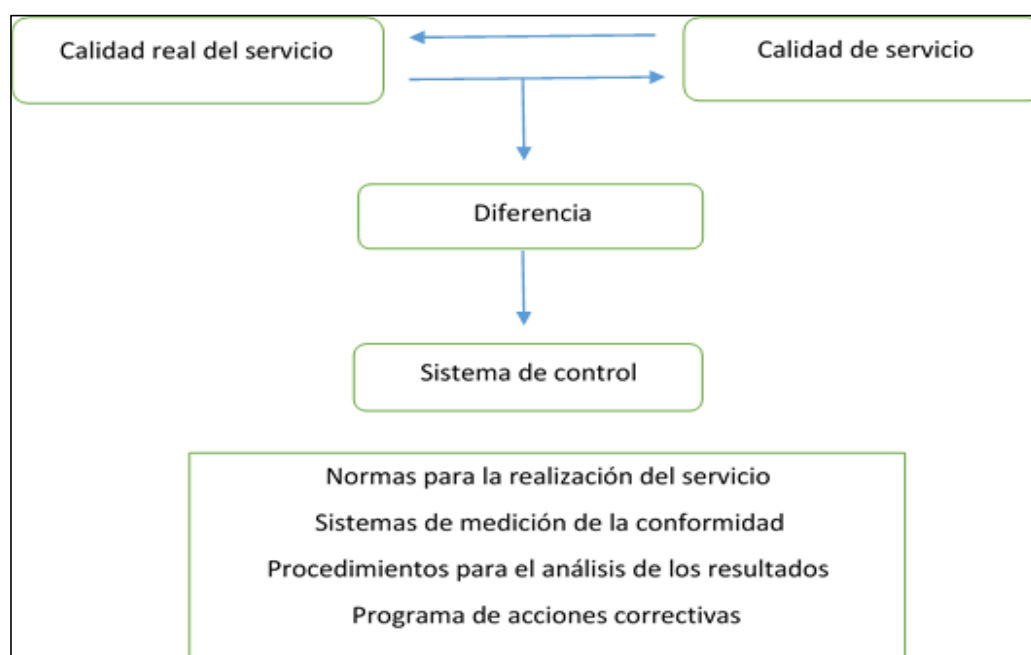 Calidad real del servicio
Calidad de servicio
Diferencia
Sistema de control
Normas para la realización del servicio
Sistemas de medición de la conformidad
Procedimientos para el análisis de los resultados
Programa de acciones correctivas